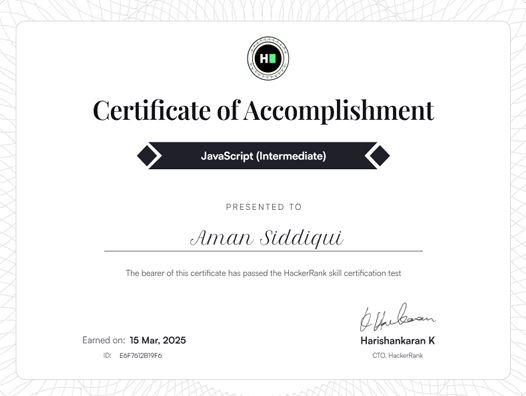 H
Certificate of Accomplishment
JavaScript (Intermediate)
PRESENTED TO
Aman Siddiqui
The bearer of this certificate has passed the HackerRank skill certification test
Earned on: 15 Mar, 2025
ID: E6F7612B19F6
Harishankaran K
CTO, HackerRank